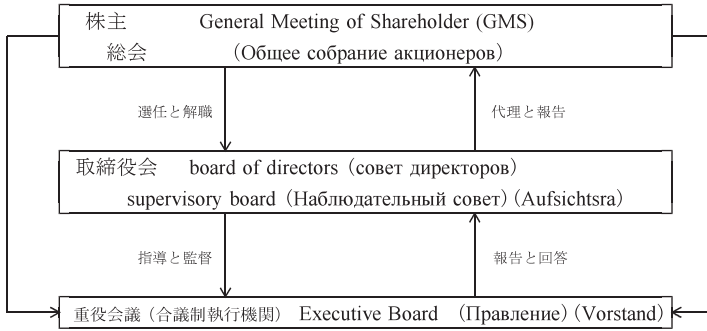 株主 General Meeting of Shareholder (GMS)
総会 (Общее собрание акционеров)
選任と解職 代理と報告
取締役会 board of directors (совет директоров)
supervisory board (Наблюдательный совет) (Aufsichtsra)
指導と監督 報告と回答
重役会議 (合議制執行機関) Executive Board (Правление) (Vorstand)